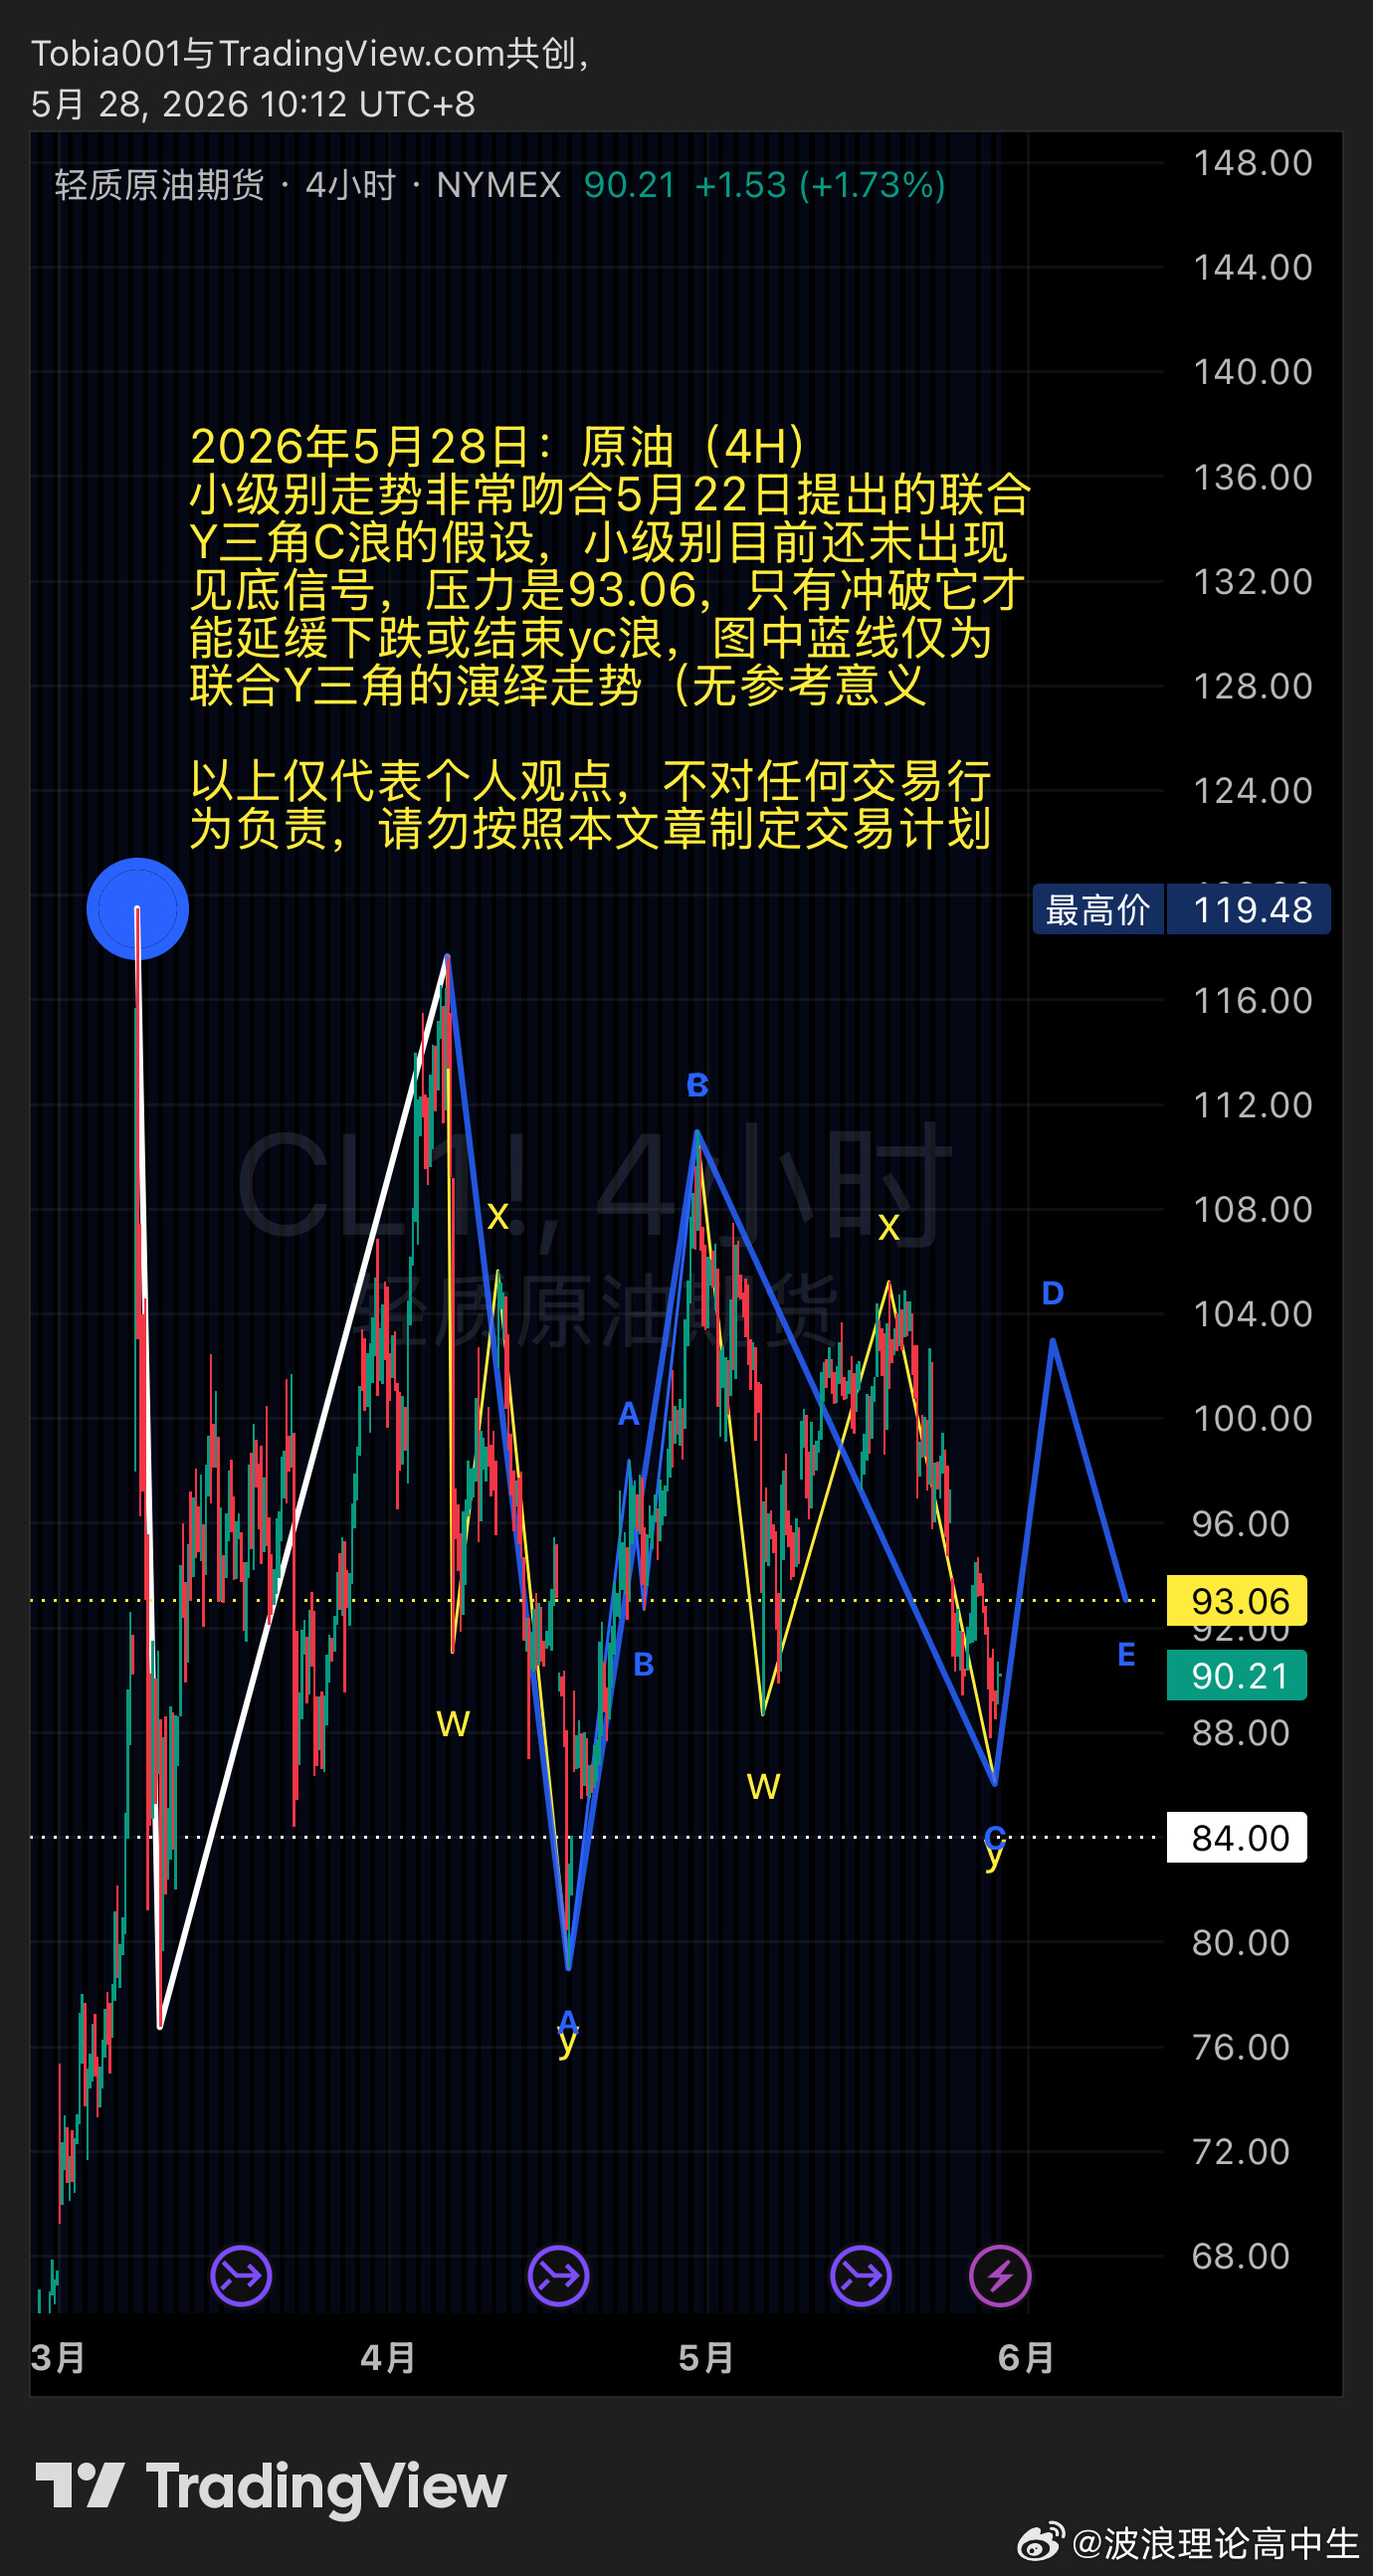 Tobia001与TradingView.com共创，
5月 28, 2026 10:12 UTC+8
轻质原油期货 · 4小时 · NYMEX 90.21 +1.53 (+1.73%)
148.00
144.00
140.00
2026年5月28日：原油（4H）
小级别走势非常吻合5月22日提出的联合
Y三角C浪的假设，小级别目前还未出现
见底信号，压力是93.06，只有冲破它才
能延缓下跌或结束yc浪，图中蓝线仅为
联合Y三角的演绎走势（无参考意义
136.00
132.00
128.00
以上仅代表个人观点，不对任何交易行
为负责，请勿按照本文章制定交易计划
124.00
最高价 119.48
116.00
112.00
B
CL1!, 4小时
轻质原油期货
X
X
108.00
D
104.00
A
100.00
96.00
93.06
92.00
B
E
90.21
W
88.00
W
84.00
C
y
80.00
A
y
76.00
72.00
68.00
3月 4月 5月 6月
TradingView
@波浪理论高中生